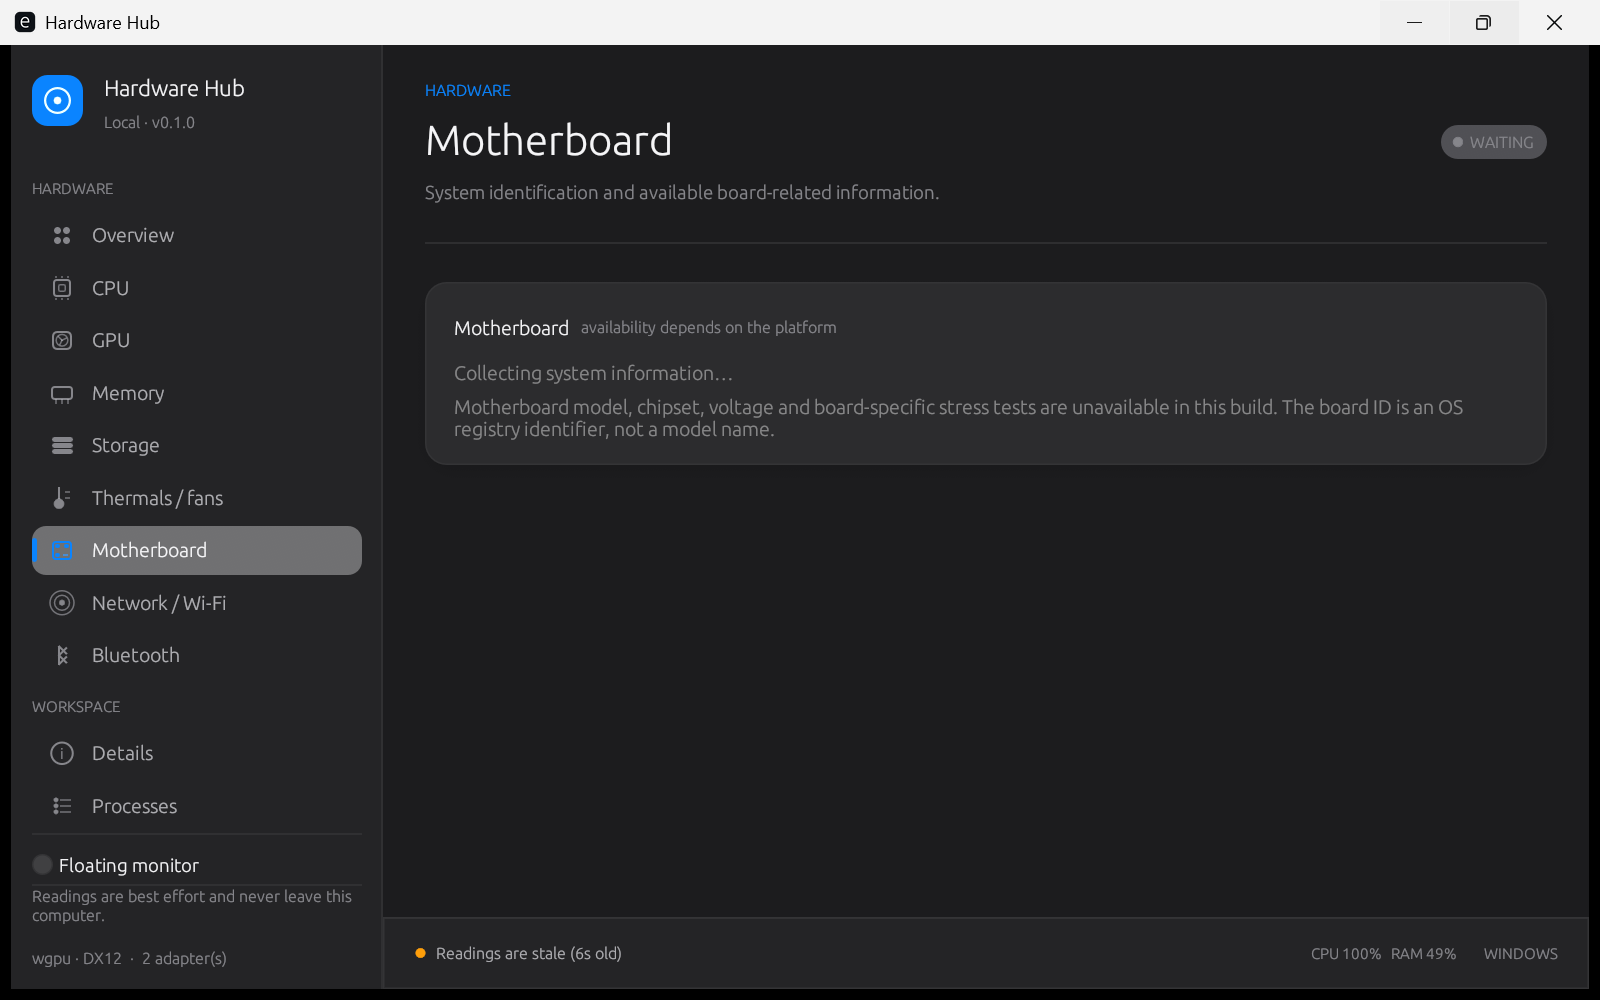 Hardware Hub
Hardware Hub
Local · v0.1.0
HARDWARE
Overview
CPU
GPU
Memory
Storage
Thermals / fans
Motherboard
Network / Wi-Fi
Bluetooth
WORKSPACE
Details
Processes
Floating monitor
Readings are best effort and never leave this
computer.
wgpu · DX12 · 2 adapter(s)
HARDWARE
Motherboard
WAITING
System identification and available board-related information.
Motherboard availability depends on the platform
Collecting system information…
Motherboard model, chipset, voltage and board-specific stress tests are unavailable in this build. The board ID is an OS
registry identifier, not a model name.
Readings are stale (6s old)
CPU 100% RAM 49% WINDOWS